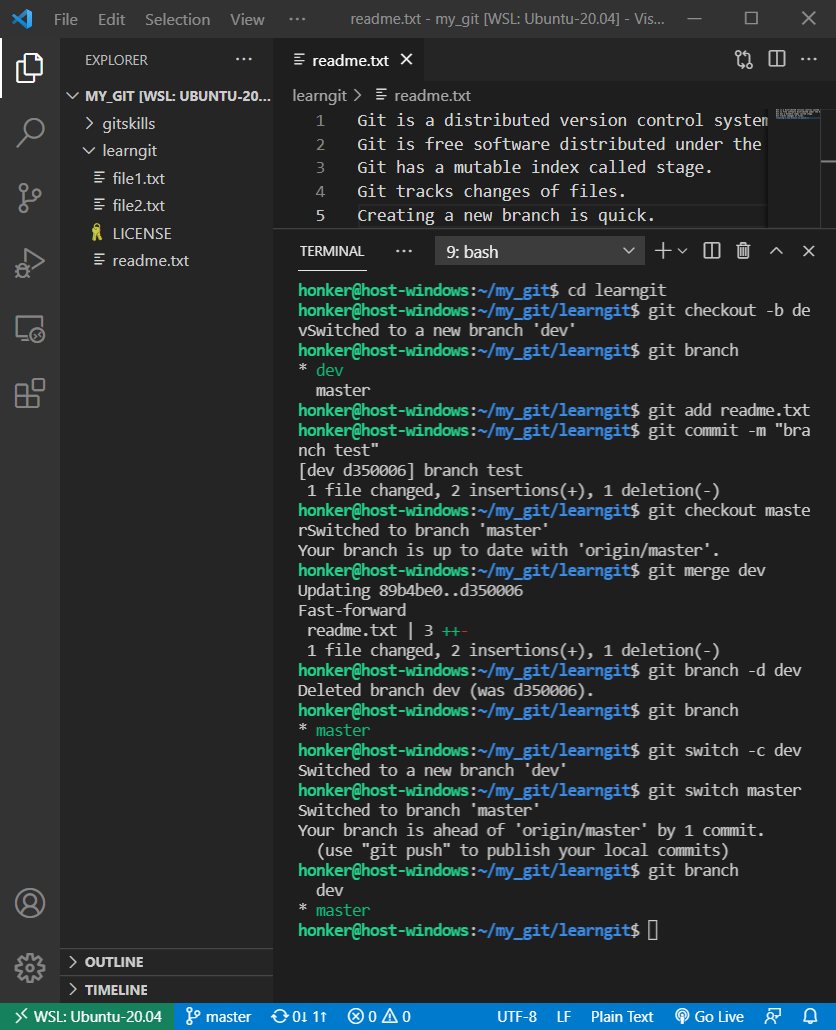 File Edit Selection View ··· readme.txt - my_git [WSL: Ubuntu-20.04] - Vis...
EXPLORER ···
MY_GIT [WSL: UBUNTU-20...
gitskills
learngit
file1.txt
file2.txt
LICENSE
readme.txt
OUTLINE
TIMELINE
readme.txt
learngit > readme.txt
1 Git is a distributed version control system
2 Git is free software distributed under the
3 Git has a mutable index called stage.
4 Git tracks changes of files.
5 Creating a new branch is quick.
TERMINAL ··· 9: bash
honker@host-windows:~/my_git$ cd learngit
honker@host-windows:~/my_git/learngit$ git checkout -b de
vSwitched to a new branch 'dev'
honker@host-windows:~/my_git/learngit$ git branch
* dev
  master
honker@host-windows:~/my_git/learngit$ git add readme.txt
honker@host-windows:~/my_git/learngit$ git commit -m "bra
nch test"
[dev d350006] branch test
 1 file changed, 2 insertions(+), 1 deletion(-)
honker@host-windows:~/my_git/learngit$ git checkout maste
rSwitched to branch 'master'
Your branch is up to date with 'origin/master'.
honker@host-windows:~/my_git/learngit$ git merge dev
Updating 89b4be0..d350006
Fast-forward
 readme.txt | 3 ++-
 1 file changed, 2 insertions(+), 1 deletion(-)
honker@host-windows:~/my_git/learngit$ git branch -d dev
Deleted branch dev (was d350006).
honker@host-windows:~/my_git/learngit$ git branch
* master
honker@host-windows:~/my_git/learngit$ git switch -c dev
Switched to a new branch 'dev'
honker@host-windows:~/my_git/learngit$ git switch master
Switched to branch 'master'
Your branch is ahead of 'origin/master' by 1 commit.
  (use "git push" to publish your local commits)
honker@host-windows:~/my_git/learngit$ git branch
  dev
* master
honker@host-windows:~/my_git/learngit$
WSL: Ubuntu-20.04 master 0↓ 1↑ 0 0 UTF-8 LF Plain Text Go Live